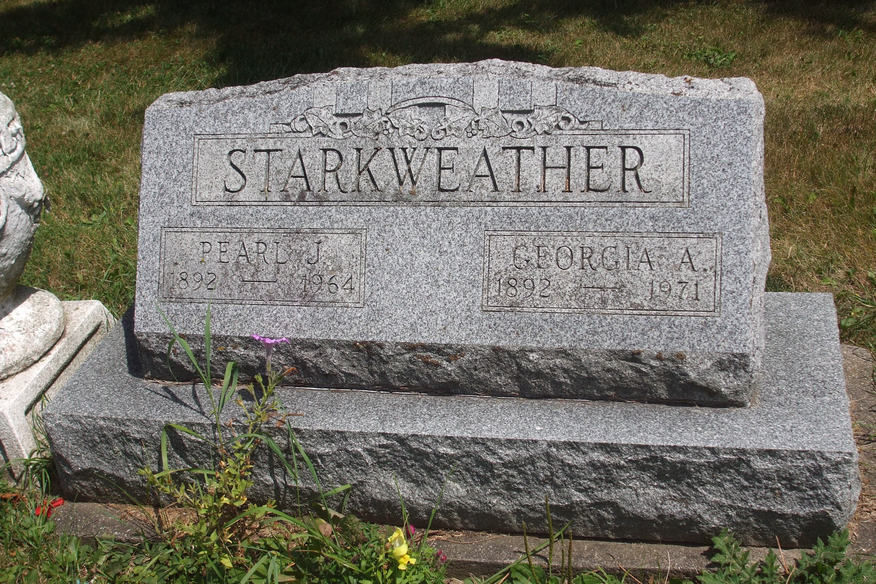 STARKWEATHER
PEARL J.
1892 — 1964
GEORGIA A.
1892 — 1971